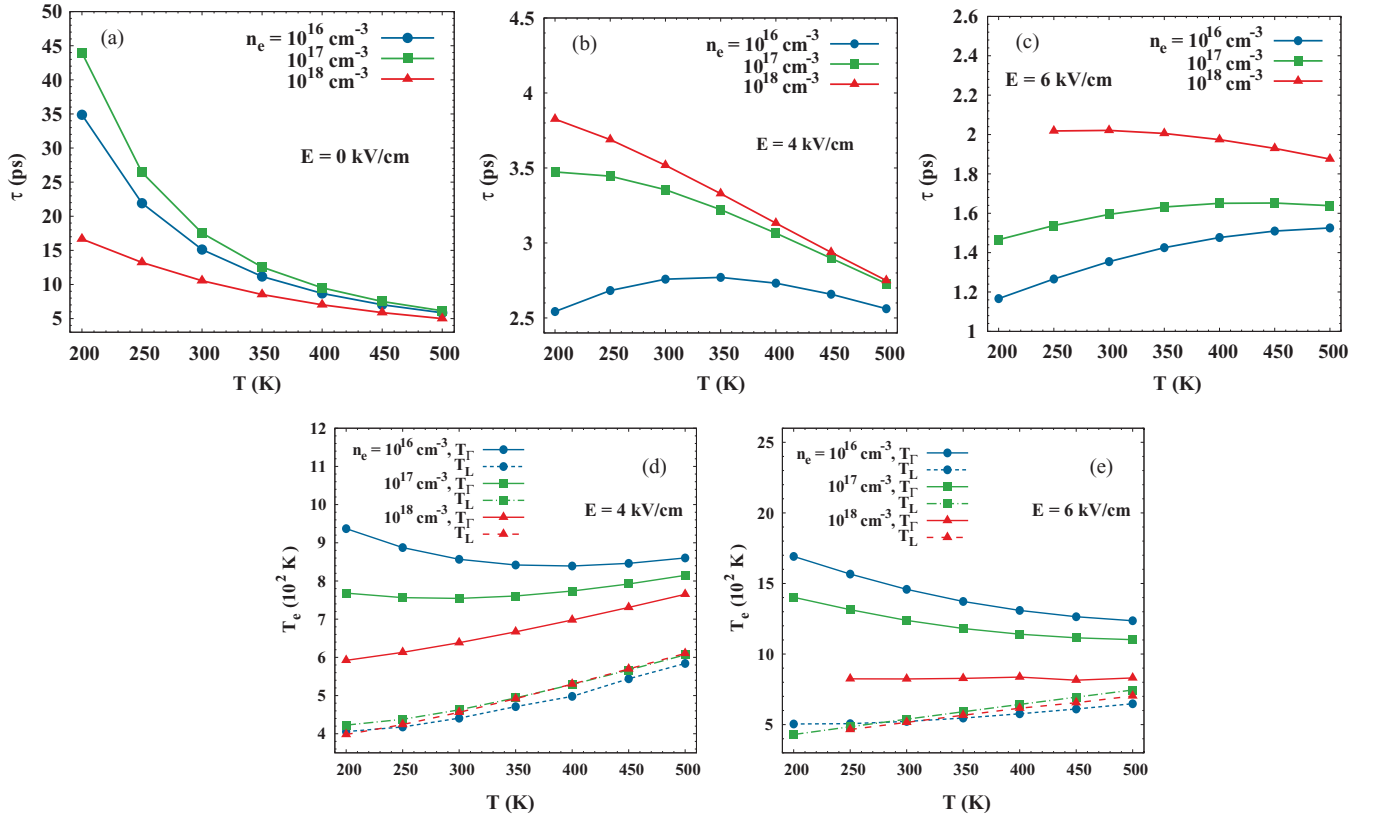 (a)
n_e = 10^16 cm^-3
10^17 cm^-3
10^18 cm^-3
E = 0 kV/cm
50
45
40
35
30
25
20
15
10
5
τ (ps)
200 250 300 350 400 450 500
T (K)
(b)
n_e = 10^16 cm^-3
10^17 cm^-3
10^18 cm^-3
E = 4 kV/cm
4.5
4
3.5
3
2.5
τ (ps)
200 250 300 350 400 450 500
T (K)
(c)
n_e = 10^16 cm^-3
10^17 cm^-3
10^18 cm^-3
E = 6 kV/cm
2.6
2.4
2.2
2
1.8
1.6
1.4
1.2
1
τ (ps)
200 250 300 350 400 450 500
T (K)
(d)
n_e = 10^16 cm^-3, T_Γ
T_L
10^17 cm^-3, T_Γ
T_L
10^18 cm^-3, T_Γ
T_L
E = 4 kV/cm
12
11
10
9
8
7
6
5
4
T_e (10^2 K)
200 250 300 350 400 450 500
T (K)
(e)
n_e = 10^16 cm^-3, T_Γ
T_L
10^17 cm^-3, T_Γ
T_L
10^18 cm^-3, T_Γ
T_L
E = 6 kV/cm
25
20
15
10
5
T_e (10^2 K)
200 250 300 350 400 450 500
T (K)